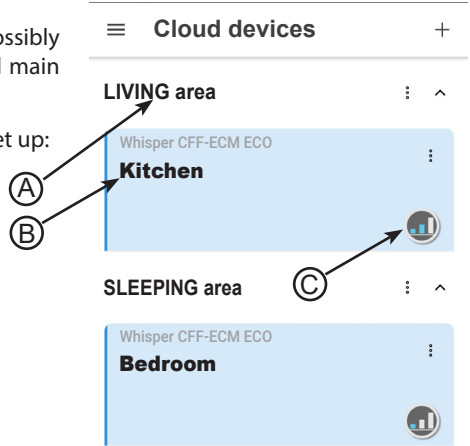 ossibly
main
et up:
Cloud devices
LIVING area
Whisper CFF-ECM ECO
Kitchen
A
B
C
SLEEPING area
Whisper CFF-ECM ECO
Bedroom